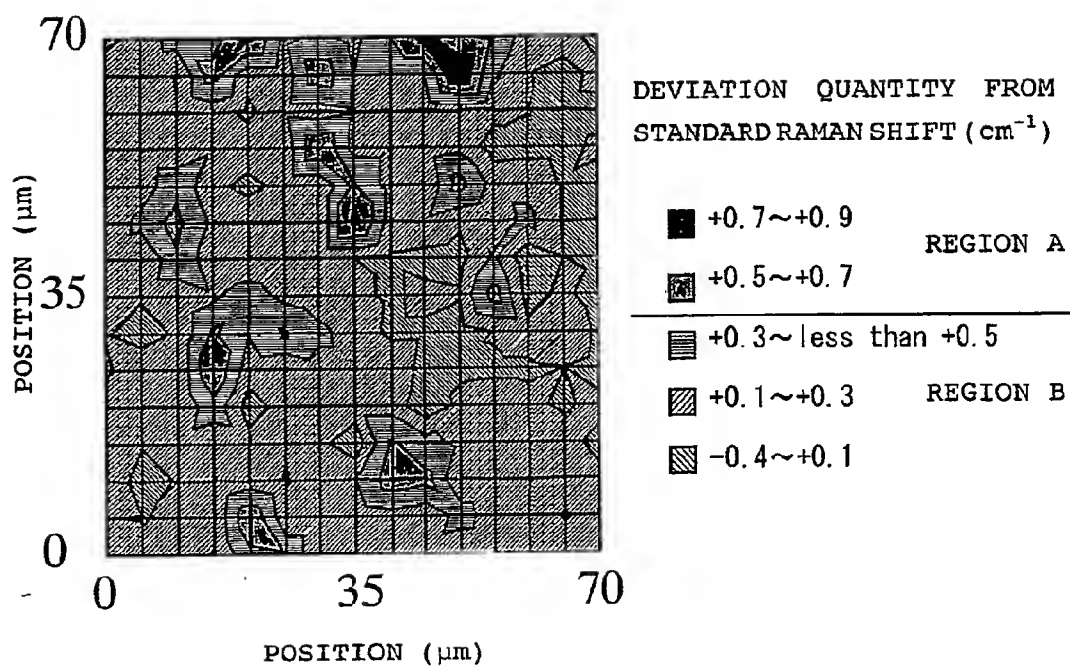 70
35
0
POSITION (μm)
0
35
70
POSITION (μm)
DEVIATION QUANTITY FROM
STANDARD RAMAN SHIFT (cm⁻¹)
+0.7~+0.9
REGION A
+0.5~+0.7
+0.3~less than +0.5
+0.1~+0.3 REGION B
-0.4~+0.1